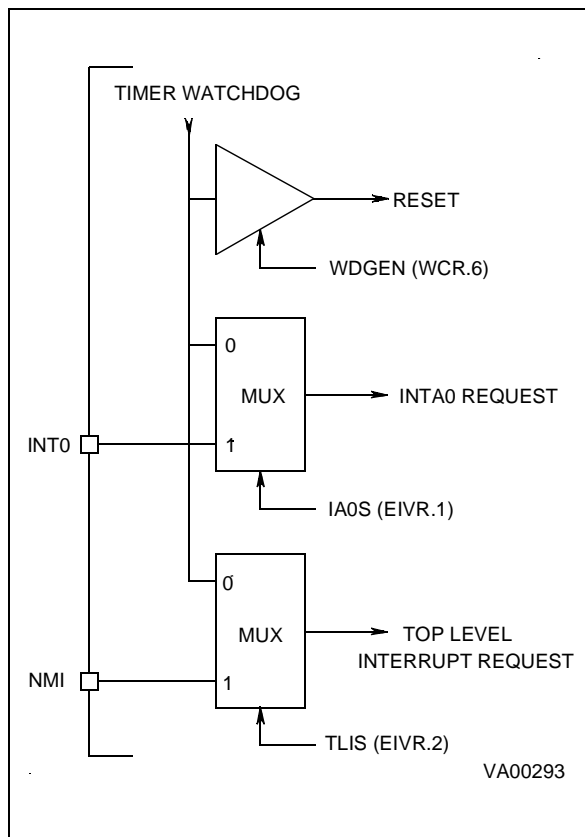 TIMER WATCHDOG
RESET
WDGEN (WCR.6)
0
MUX
INTA0 REQUEST
INT0
1
IA0S (EIVR.1)
0
MUX
TOP LEVEL
INTERRUPT REQUEST
NMI
1
TLIS (EIVR.2)
VA00293